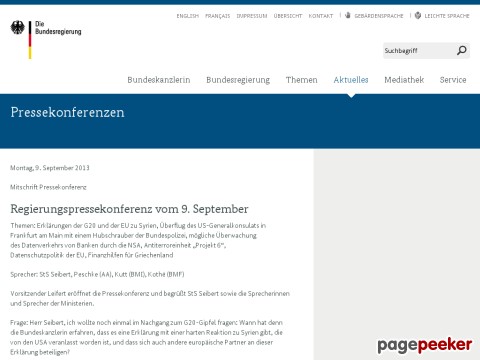 ENGLISH FRANÇAIS IMPRESSUM ÜBERSICHT KONTAKT GEBÄRDENSPRACHE LEICHTE SPRACHE
Die
Bundesregierung
Suchbegriff
Bundeskanzlerin Bundesregierung Themen Aktuelles Mediathek Service
Pressekonferenzen
Montag, 9. September 2013
Mitschrift Pressekonferenz
Regierungspressekonferenz vom 9. September
Themen: Erklärungen der G20 und der EU zu Syrien, Überflug des US-Generalkonsulats in
Frankfurt am Main mit einem Hubschrauber der Bundespolizei, mögliche Überwachung
des Datenverkehrs von Banken durch die NSA, Antiterroreinheit „Projekt 6“,
Datenschutzpolitik der EU, Finanzhilfen für Griechenland
Sprecher: StS Seibert, Peschke (AA), Kutt (BMI), Kothé (BMF)
Vorsitzender Leifert eröffnet die Pressekonferenz und begrüßt StS Seibert sowie die Sprecherinnen
und Sprecher der Ministerien.
Frage: Herr Seibert, ich wollte noch einmal im Nachgang zum G20-Gipfel fragen: Wann hat denn
die Bundeskanzlerin erfahren, dass es eine Erklärung mit einer harten Reaktion zu Syrien gibt, die
von den USA veranlasst worden ist, und dass sich auch andere europäische Partner an dieser
Erklärung beteiligen?
pagepeeker